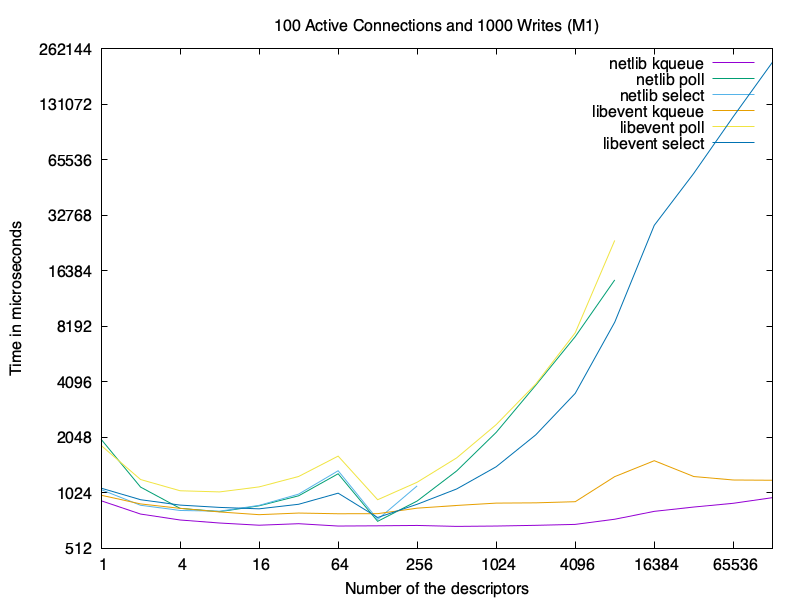 100 Active Connections and 1000 Writes (M1)
262144
131072
65536
32768
16384
8192
4096
2048
1024
512
Time in microseconds
netlib kqueue
netlib poll
netlib select
libevent kqueue
libevent poll
libevent select
1 4 16 64 256 1024 4096 16384 65536
Number of the descriptors